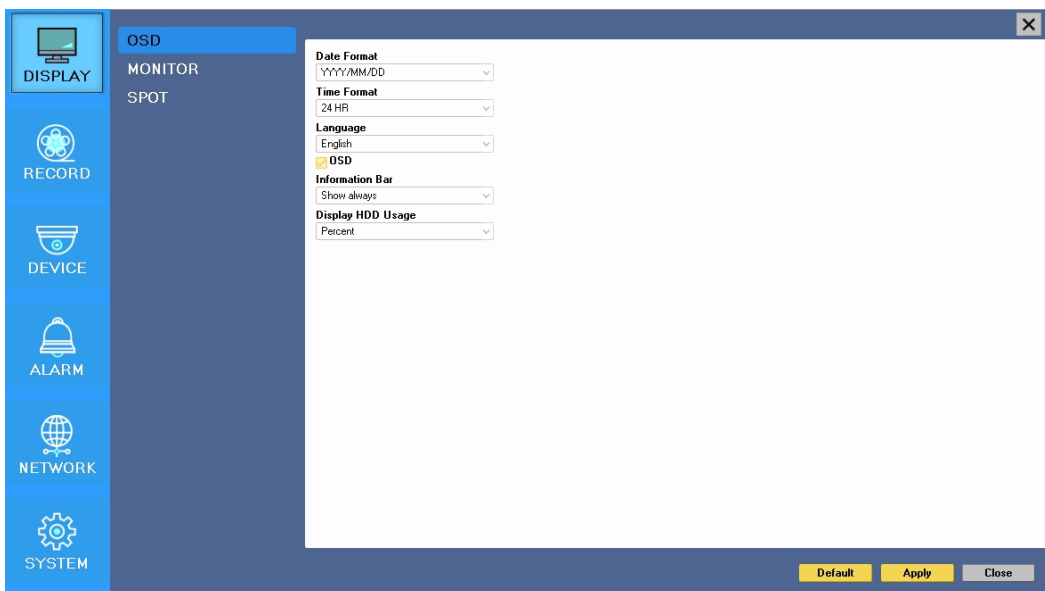 DISPLAY
RECORD
DEVICE
ALARM
NETWORK
SYSTEM
OSD
MONITOR
SPOT
Date Format
YYYY/MM/DD
Time Format
24 HR
Language
English
OSD
Information Bar
Show always
Display HDD Usage
Percent
Default
Apply
Close